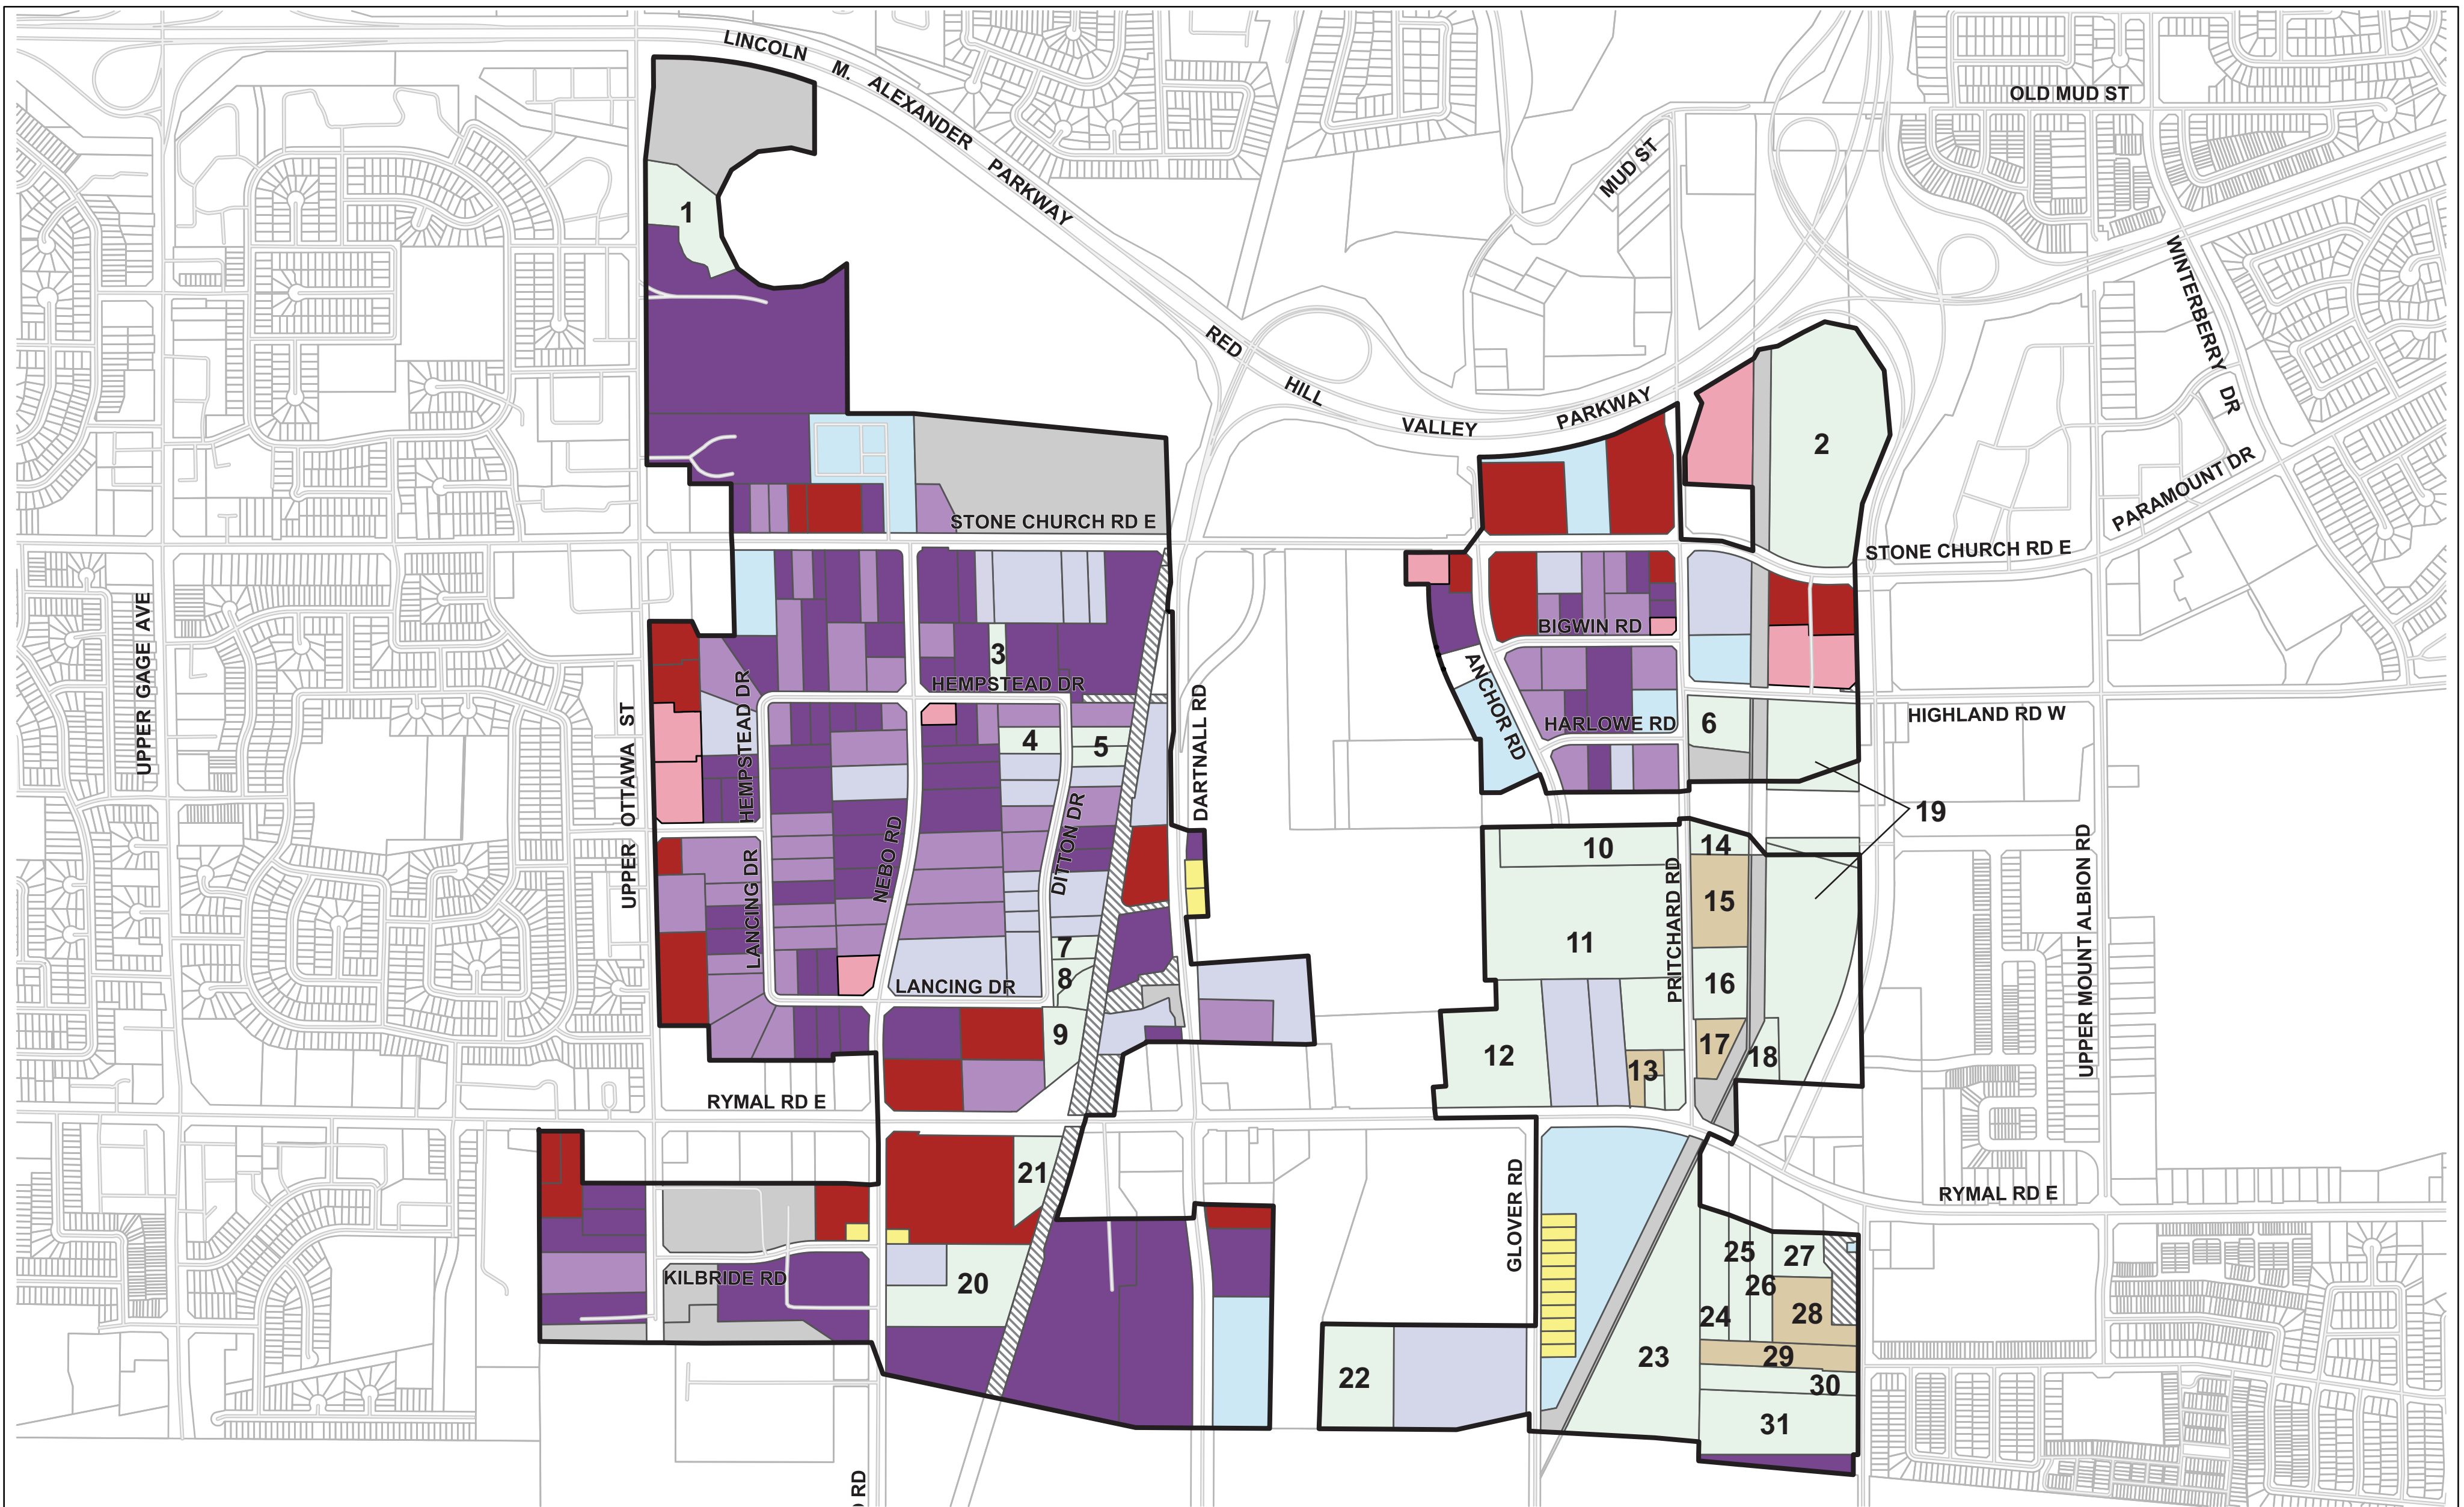 LINCOLN M. ALEXANDER PARKWAY
OLD MUD ST
MUD ST
1
WINTERBERRY DR
RED HILL VALLEY PARKWAY
2
PARAMOUNT DR
STONE CHURCH RD E
STONE CHURCH RD E
UPPER GAGE AVE
BIGWIN RD
3
HEMPSTEAD DR
HEMPSTEAD DR
UPPER OTTAWA ST
DARTNALL RD
ANCHOR RD
HARLOWE RD
6
HIGHLAND RD W
4
5
19
NEBO RD
DITTON DR
10
14
PRITCHARD RD
UPPER MOUNT ALBION RD
LANCING DR
15
11
7
8
16
LANCING DR
9
12
13
17
18
RYMAL RD E
21
GLOVER RD
RYMAL RD E
25
27
KILBRIDE RD
20
26
24
28
22
23
29
30
31
RD